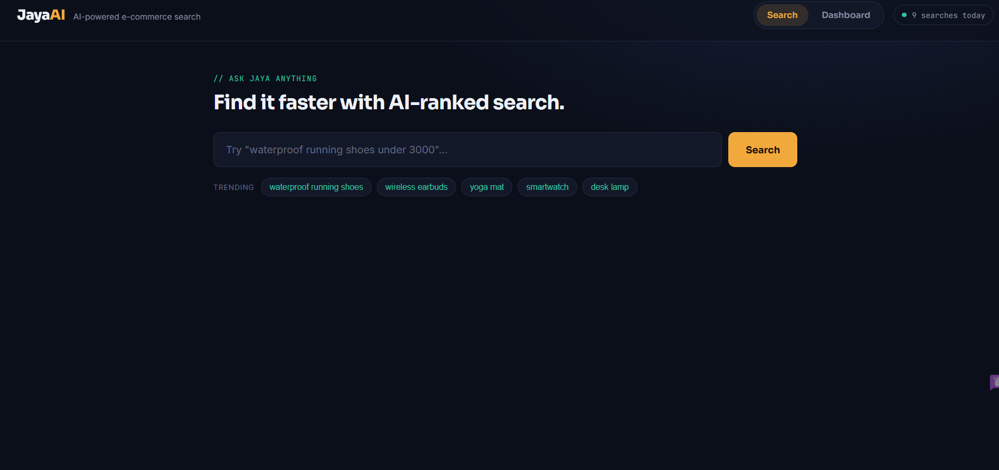 JayaAI AI-powered e-commerce search Search Dashboard 9 searches today
// ASK JAYA ANYTHING
Find it faster with AI-ranked search.
Try "waterproof running shoes under 3000"... Search
TRENDING waterproof running shoes wireless earbuds yoga mat smartwatch desk lamp